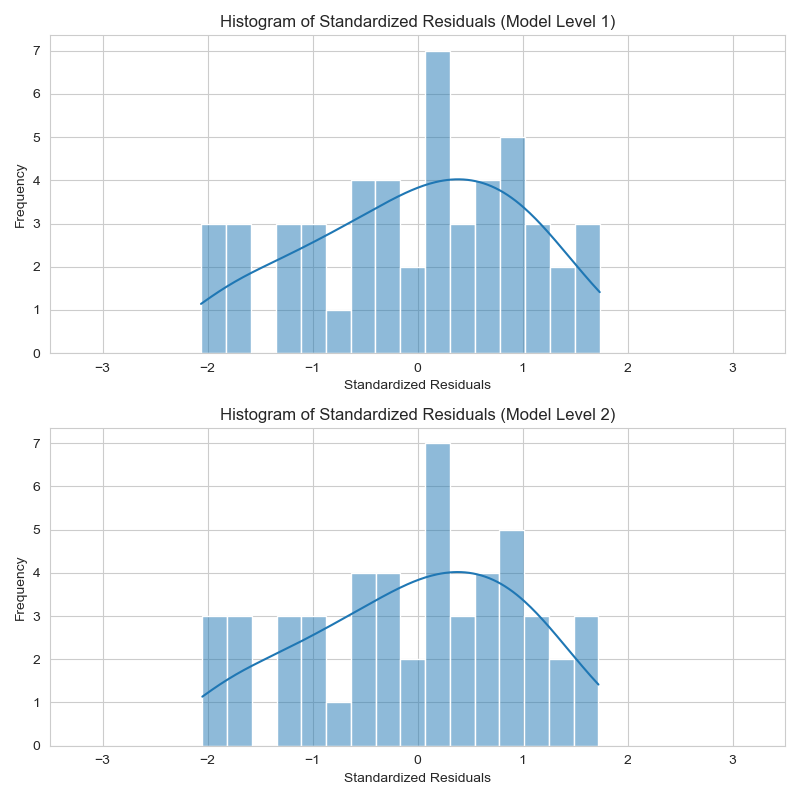 Histogram of Standardized Residuals (Model Level 1)
7
6
5
4
3
2
1
0
Frequency
−3 −2 −1 0 1 2 3
Standardized Residuals
Histogram of Standardized Residuals (Model Level 2)
7
6
5
4
3
2
1
0
Frequency
−3 −2 −1 0 1 2 3
Standardized Residuals